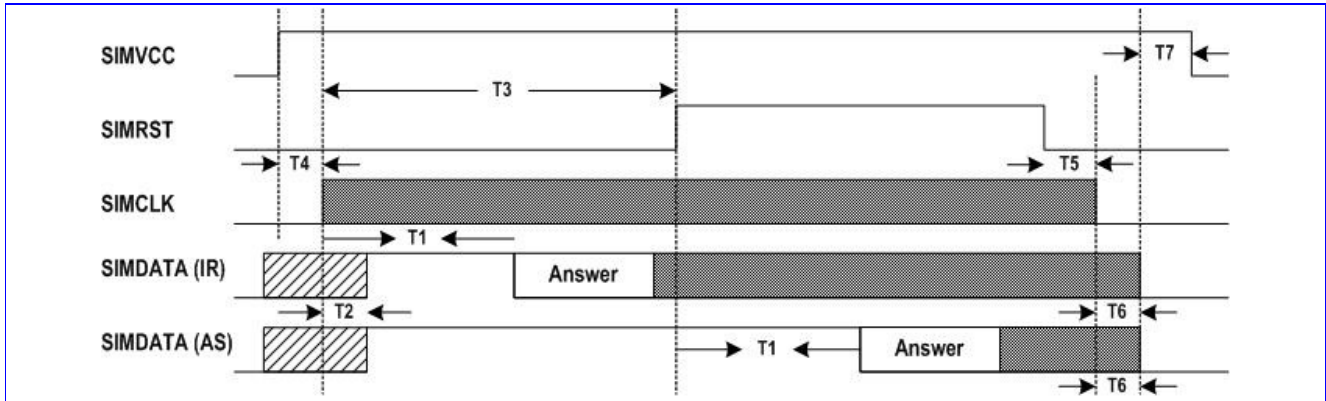 SIMVCC
T7
T3
SIMRST
T4
T5
SIMCLK
T1
SIMDATA (IR)
Answer
T2
T6
SIMDATA (AS)
T1
Answer
T6